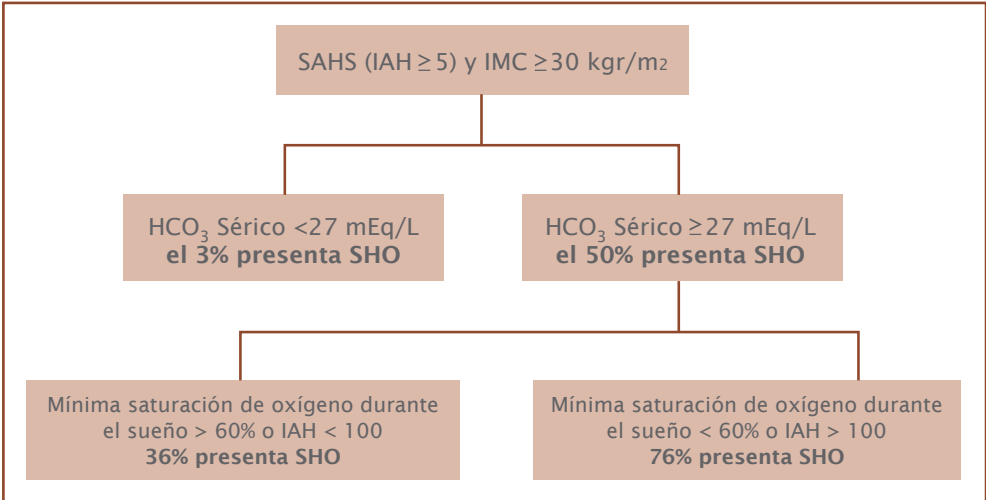 SAHS (IAH ≥5) y IMC ≥30 kgr/m2
HCO3 Sérico <27 mEq/L
el 3% presenta SHO
HCO3 Sérico ≥27 mEq/L
el 50% presenta SHO
Mínima saturación de oxígeno durante
el sueño > 60% o IAH < 100
36% presenta SHO
Mínima saturación de oxígeno durante
el sueño < 60% o IAH > 100
76% presenta SHO